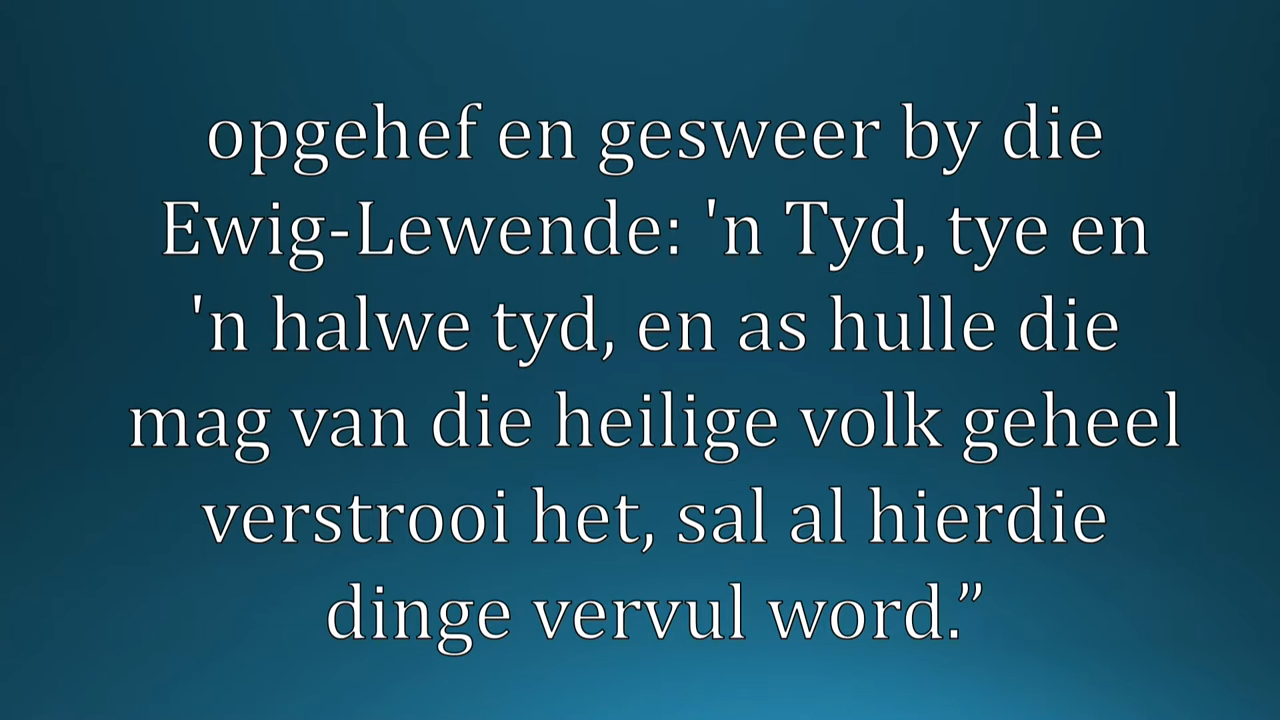 opgehef en gesweer by die
Ewig-Lewende: 'n Tyd, tye en
'n halwe tyd, en as hulle die
mag van die heilige volk geheel
verstrooi het, sal al hierdie
dinge vervul word.”